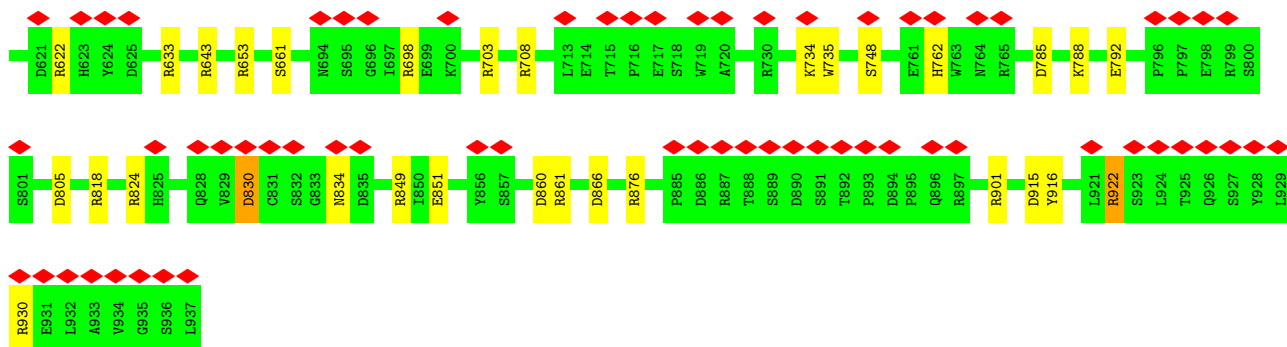 D621 R622 H623 Y624 D625 R633 R643 R653 S661 N694 S695 G696 I697 R698 E699 K700 R703 R708 L713 E714 T715 P716 E717 S718 W719 A720 R730 K734 W735 S748 E761 H762 W763 N764 R765 D785 K788 E792 P796 P797 E798 R799 S800
S801 D805 R818 R824 H825 Q828 V829 D830 C831 S832 G833 N834 D835 R849 I850 E851 Y856 S857 D860 R861 D866 R876 P885 D886 R887 T888 S889 D890 S891 T892 P893 D894 P895 Q896 R897 R901 D915 Y916 L921 R922 S923 L924 T925 Q926 S927 Y928 L929
R930 E931 L932 A933 V934 G935 S936 L937